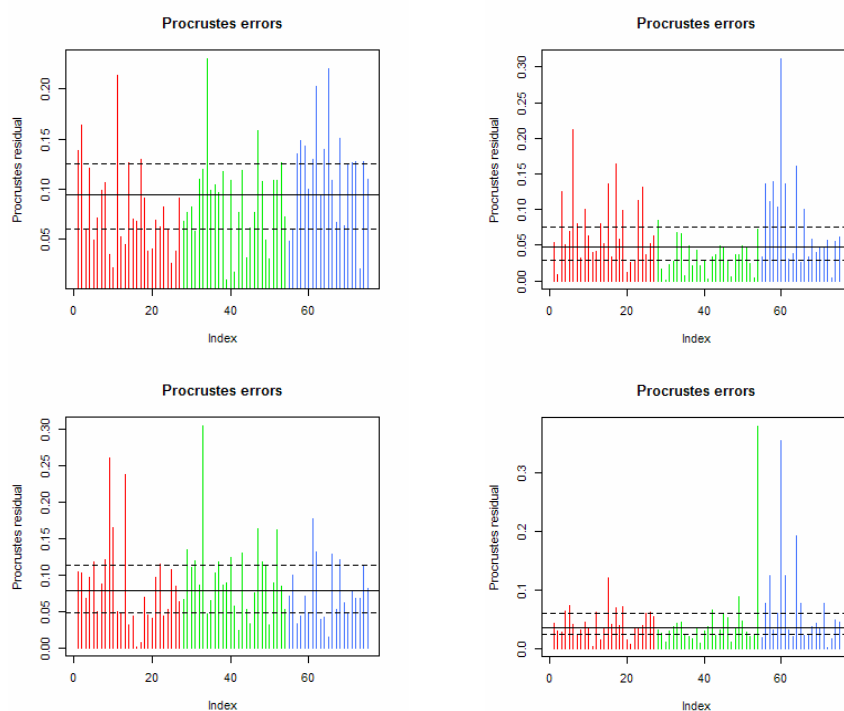 Procrustes errors
Procrustes residual
0.20
0.15
0.10
0.05
0 20 40 60
Index
Procrustes errors
Procrustes residual
0.30
0.25
0.20
0.15
0.10
0.05
0.00
0 20 40 60
Index
Procrustes errors
Procrustes residual
0.30
0.25
0.20
0.15
0.10
0.05
0.00
0 20 40 60
Index
Procrustes errors
Procrustes residual
0.3
0.2
0.1
0.0
0 20 40 60
Index